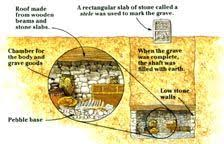 Roof made
from wooden
beams and
stone slabs.
A rectangular slab of stone called a
stele was used to mark the grave.
Chamber for
the body and
grave goods
When the grave
was complete,
the shaft was
filled with earth.
Low stone
walls
Pebble base